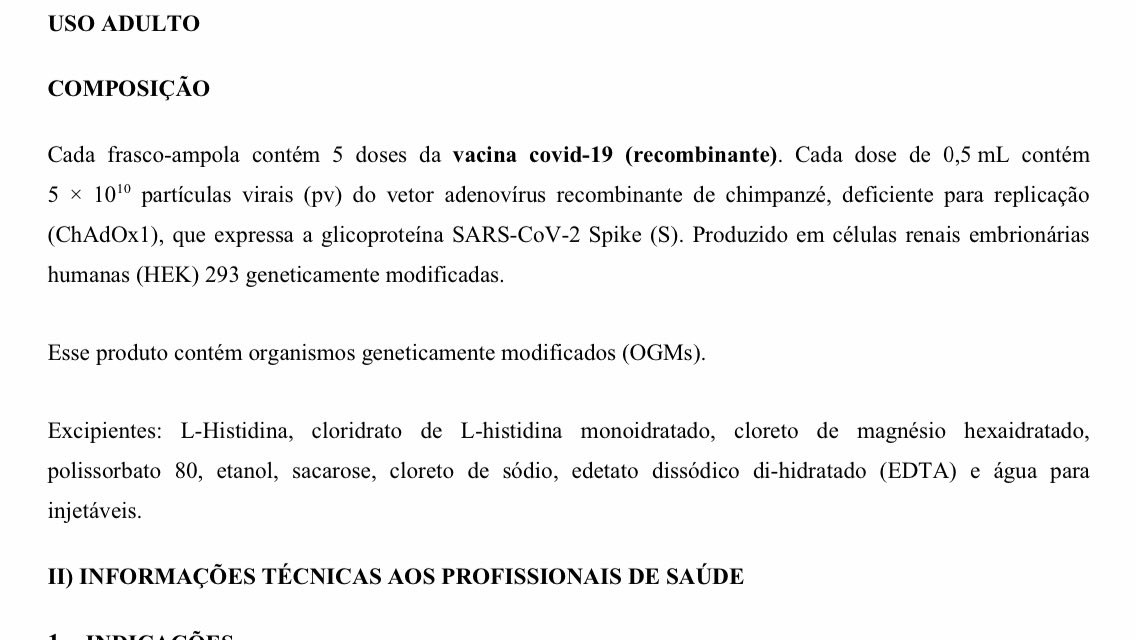 USO ADULTO
COMPOSIÇÃO
Cada frasco-ampola contém 5 doses da vacina covid-19 (recombinante). Cada dose de 0,5 mL contém
5 × 10¹⁰ partículas virais (pv) do vetor adenovírus recombinante de chimpanzé, deficiente para replicação
(ChAdOx1), que expressa a glicoproteína SARS-CoV-2 Spike (S). Produzido em células renais embrionárias
humanas (HEK) 293 geneticamente modificadas.
Esse produto contém organismos geneticamente modificados (OGMs).
Excipientes: L-Histidina, cloridrato de L-histidina monoidratado, cloreto de magnésio hexaidratado,
polissorbato 80, etanol, sacarose, cloreto de sódio, edetato dissódico di-hidratado (EDTA) e água para
injetáveis.
II) INFORMAÇÕES TÉCNICAS AOS PROFISSIONAIS DE SAÚDE
1. INDICAÇÕES